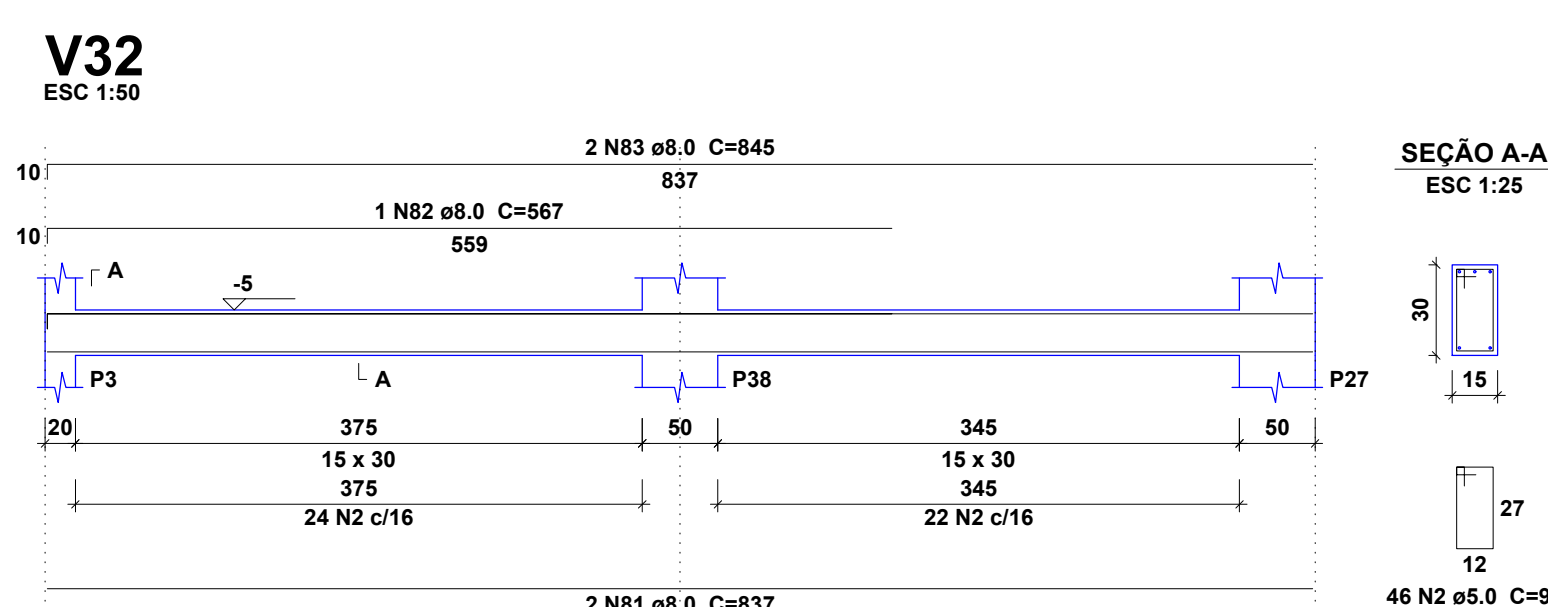 V32
ESC 1:50
2 N83 ø8.0 C=845
10
837
1 N82 ø8.0 C=567
10
559
A
-5
P3
A
P38
P27
20
375
50
345
50
15 x 30
15 x 30
375
345
24 N2 c/16
22 N2 c/16
2 N81 ø8.0 C=837
SEÇÃO A-A
ESC 1:25
30
15
27
12
46 N2 ø5.0 C=9